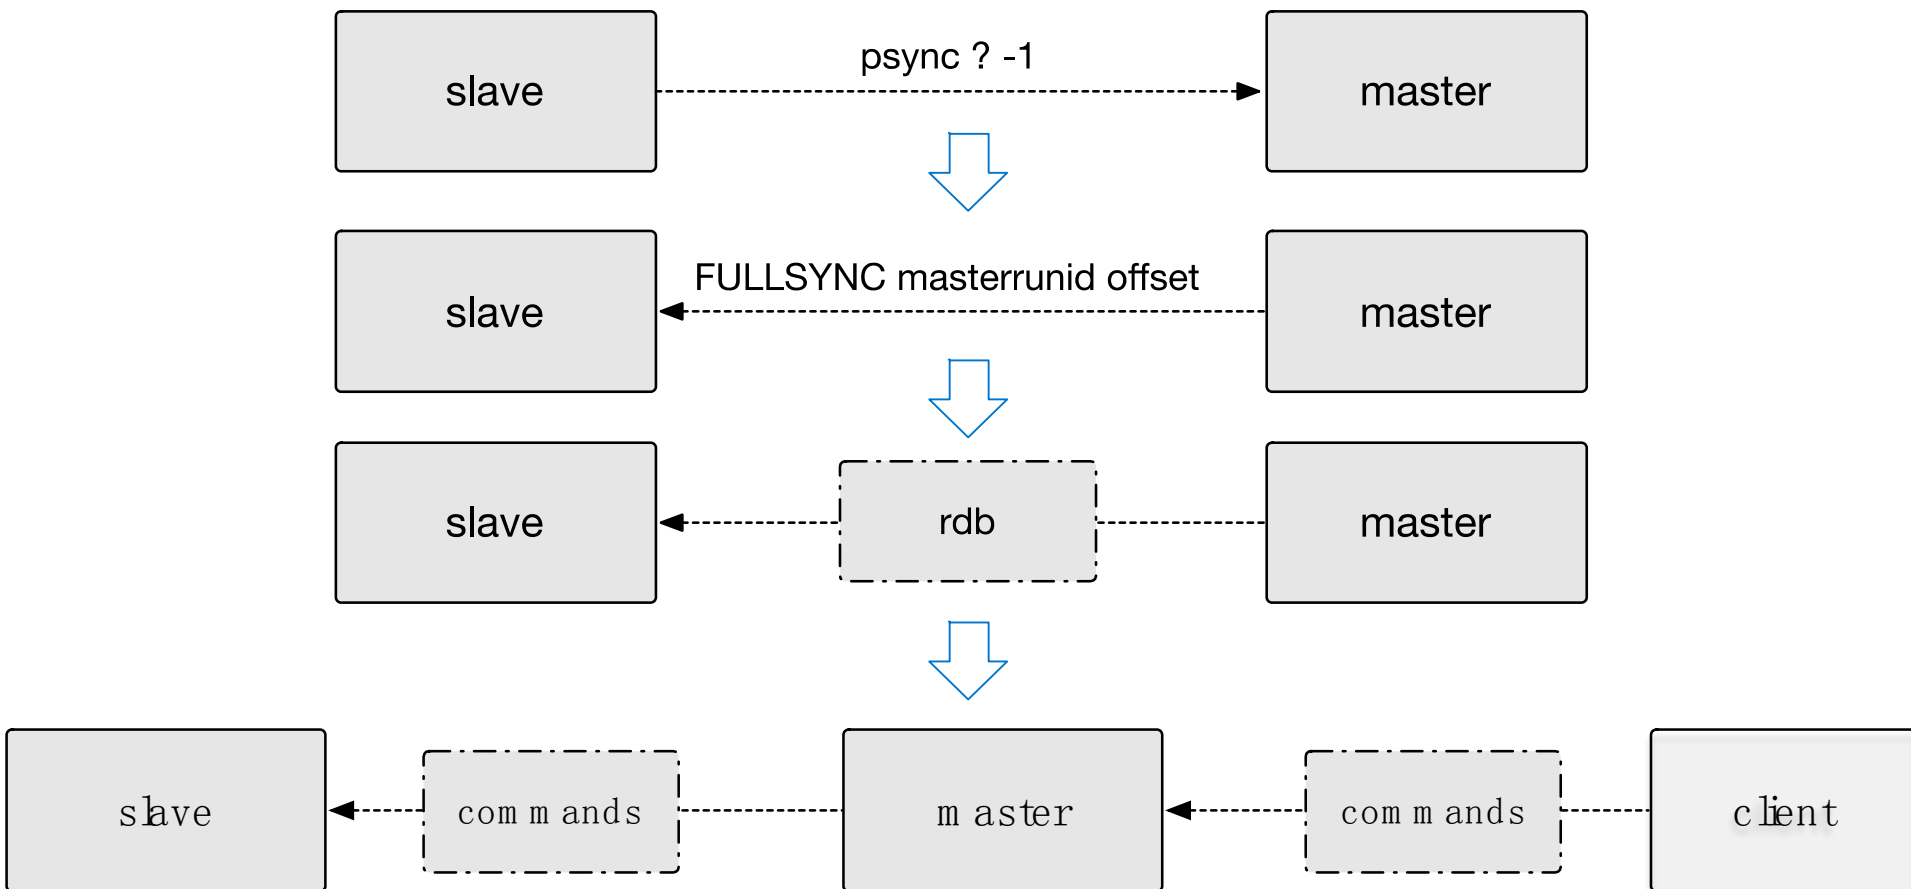 slave
psync ? -1
master
slave
FULLSYNC masterrunid offset
master
slave
rdb
master
slave
commands
master
commands
client